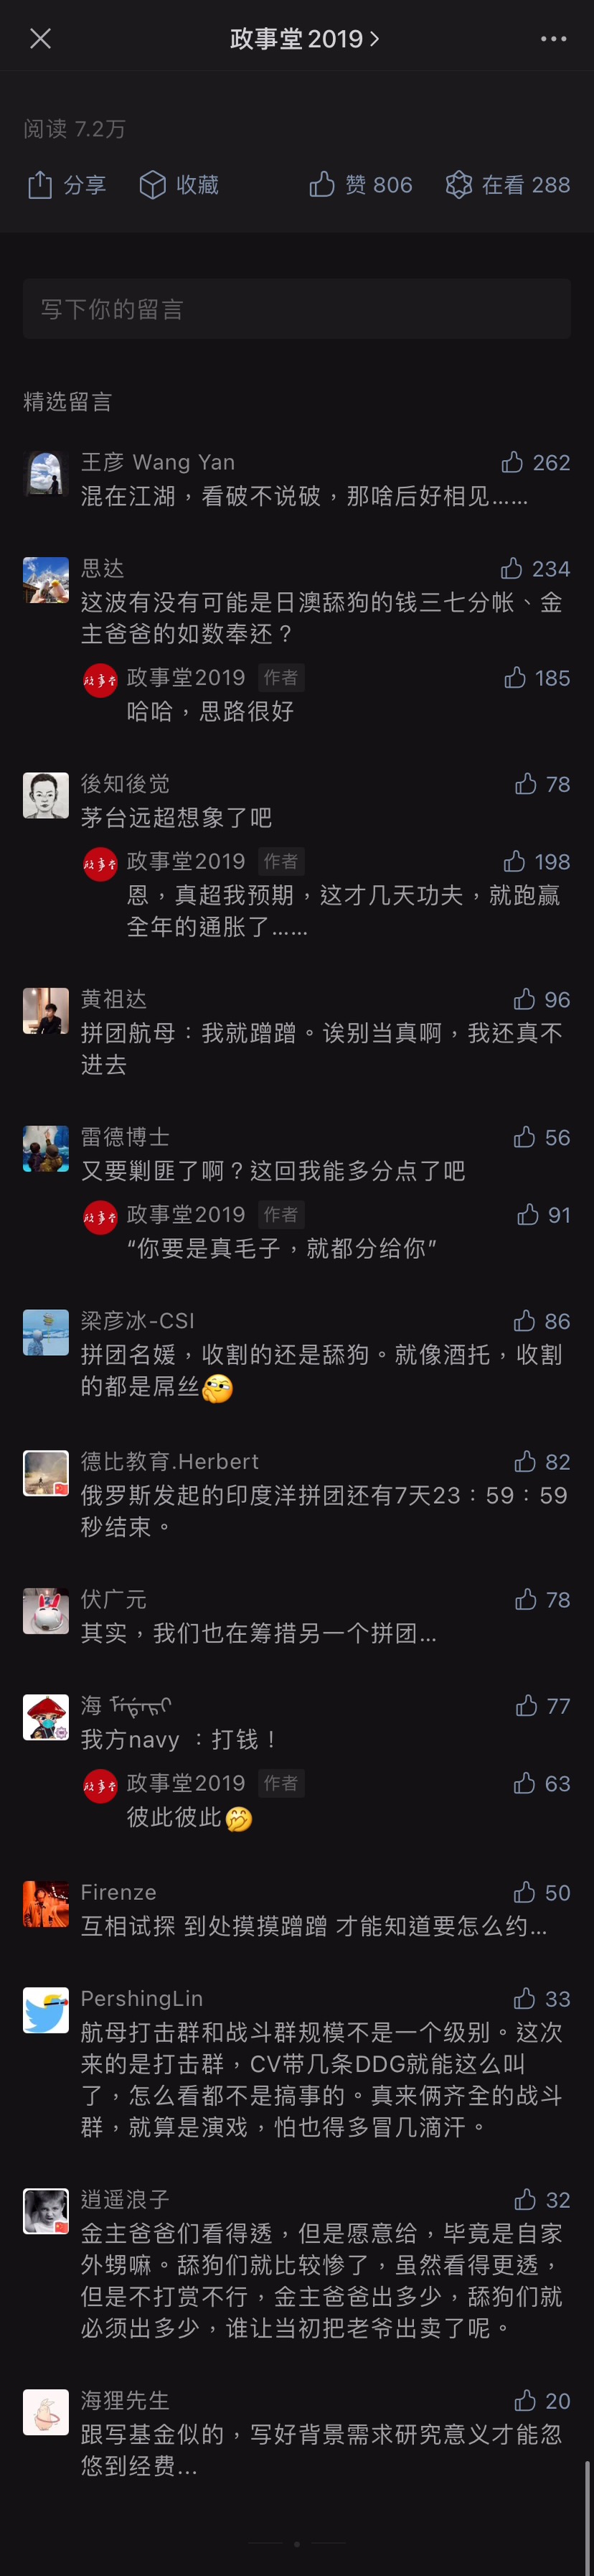 政事堂2019
阅读 7.2万
分享 收藏 赞 806 在看 288
写下你的留言
精选留言
王彦 Wang Yan 262
混在江湖，看破不说破，那啥后好相见……
思达 234
这波有没有可能是日澳舔狗的钱三七分帐、金
主爸爸的如数奉还？
政事堂2019 作者 185
哈哈，思路很好
後知後觉 78
茅台远超想象了吧
政事堂2019 作者 198
恩，真超我预期，这才几天功夫，就跑赢
全年的通胀了……
黄祖达 96
拼团航母：我就蹭蹭。诶别当真啊，我还真不
进去
雷德博士 56
又要剿匪了啊？这回我能多分点了吧
政事堂2019 作者 91
“你要是真毛子，就都分给你”
梁彦冰-CSI 86
拼团名媛，收割的还是舔狗。就像酒托，收割
的都是屌丝
德比教育.Herbert 82
俄罗斯发起的印度洋拼团还有7天23：59：59
秒结束。
伏广元 78
其实，我们也在筹措另一个拼团…
海 77
我方navy ：打钱！
政事堂2019 作者 63
彼此彼此
Firenze 50
互相试探 到处摸摸蹭蹭 才能知道要怎么约…
PershingLin 33
航母打击群和战斗群规模不是一个级别。这次
来的是打击群，CV带几条DDG就能这么叫
了，怎么看都不是搞事的。真来俩齐全的战斗
群，就算是演戏，怕也得多冒几滴汗。
逍遥浪子 32
金主爸爸们看得透，但是愿意给，毕竟是自家
外甥嘛。舔狗们就比较惨了，虽然看得更透，
但是不打赏不行，金主爸爸出多少，舔狗们就
必须出多少，谁让当初把老爷出卖了呢。
海狸先生 20
跟写基金似的，写好背景需求研究意义才能忽
悠到经费...